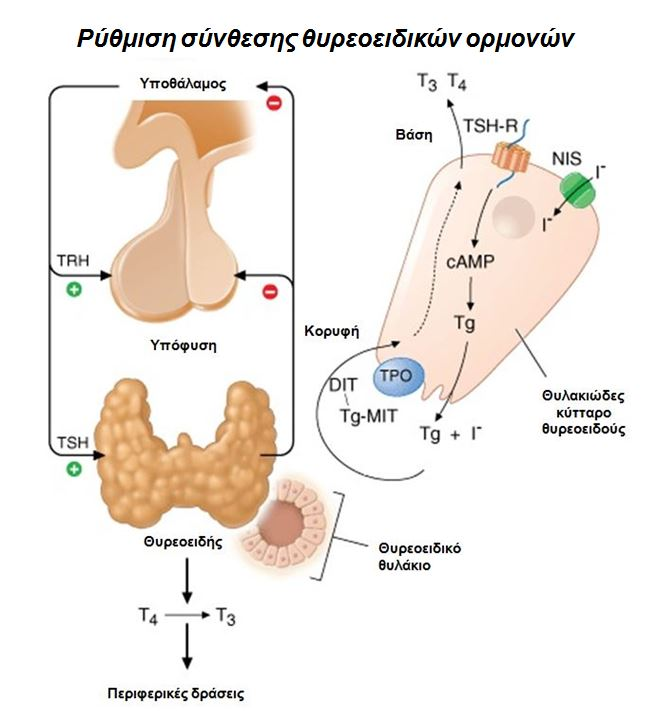 Ρύθμιση σύνθεσης θυρεοειδικών ορμονών
Υποθάλαμος
TRH
Υπόφυση
TSH
Θυρεοειδής
T4 T3
Περιφερικές δράσεις
Θυρεοειδικό
θυλάκιο
T3 T4
Βάση
TSH-R
NIS
I-
I-
cAMP
Tg
Κορυφή
TPO
DIT
Tg-MIT
Tg + I-
Θυλακιώδες
κύτταρο
θυρεοειδούς